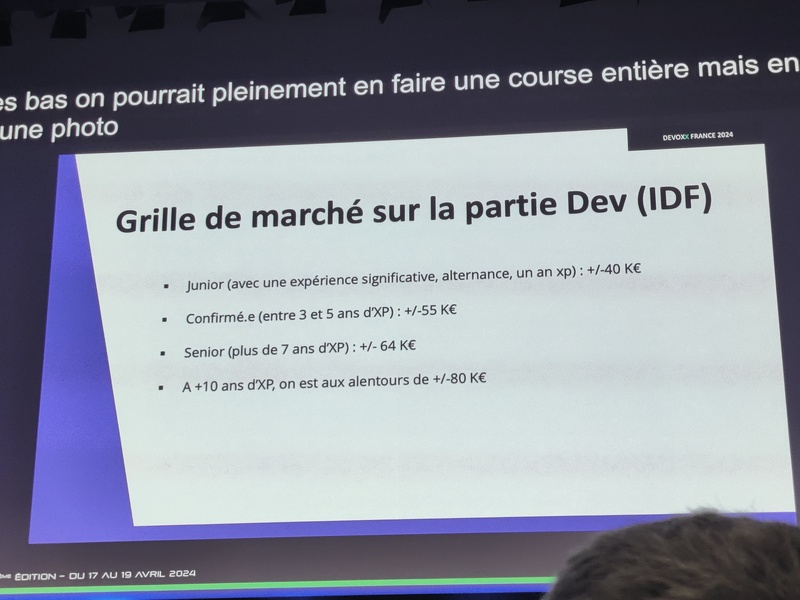 es bas on pourrait pleinement en faire une course entière mais en
une photo
DEVOXX FRANCE 2024
Grille de marché sur la partie Dev (IDF)
▪ Junior (avec une expérience significative, alternance, un an xp) : +/-40 K€
▪ Confirmé.e (entre 3 et 5 ans d'XP) : +/-55 K€
▪ Senior (plus de 7 ans d'XP) : +/- 64 K€
▪ A +10 ans d'XP, on est aux alentours de +/-80 K€
ÈME ÉDITION - DU 17 AU 19 AVRIL 2024